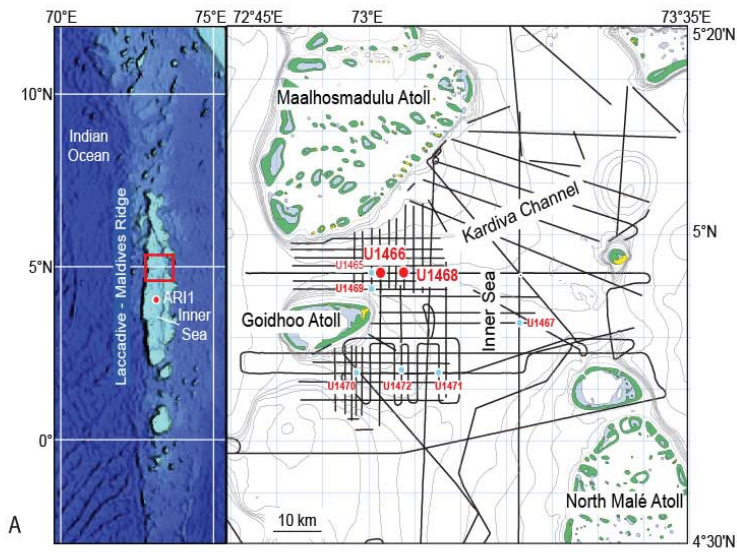 70°E
75°E
72°45'E
73°E
73°35'E
5°20'N
Maalhosmadulu Atoll
10°N
Indian
Ocean
Laccadive - Maldives Ridge
Kardiva Channel
5°N
5°N
U1466
U1465
U1468
U1469
ARI1
Inner
Sea
Goidhoo Atoll
Inner Sea
U1467
U1470
U1472
U1471
0°
North Malé Atoll
A
10 km
4°30'N